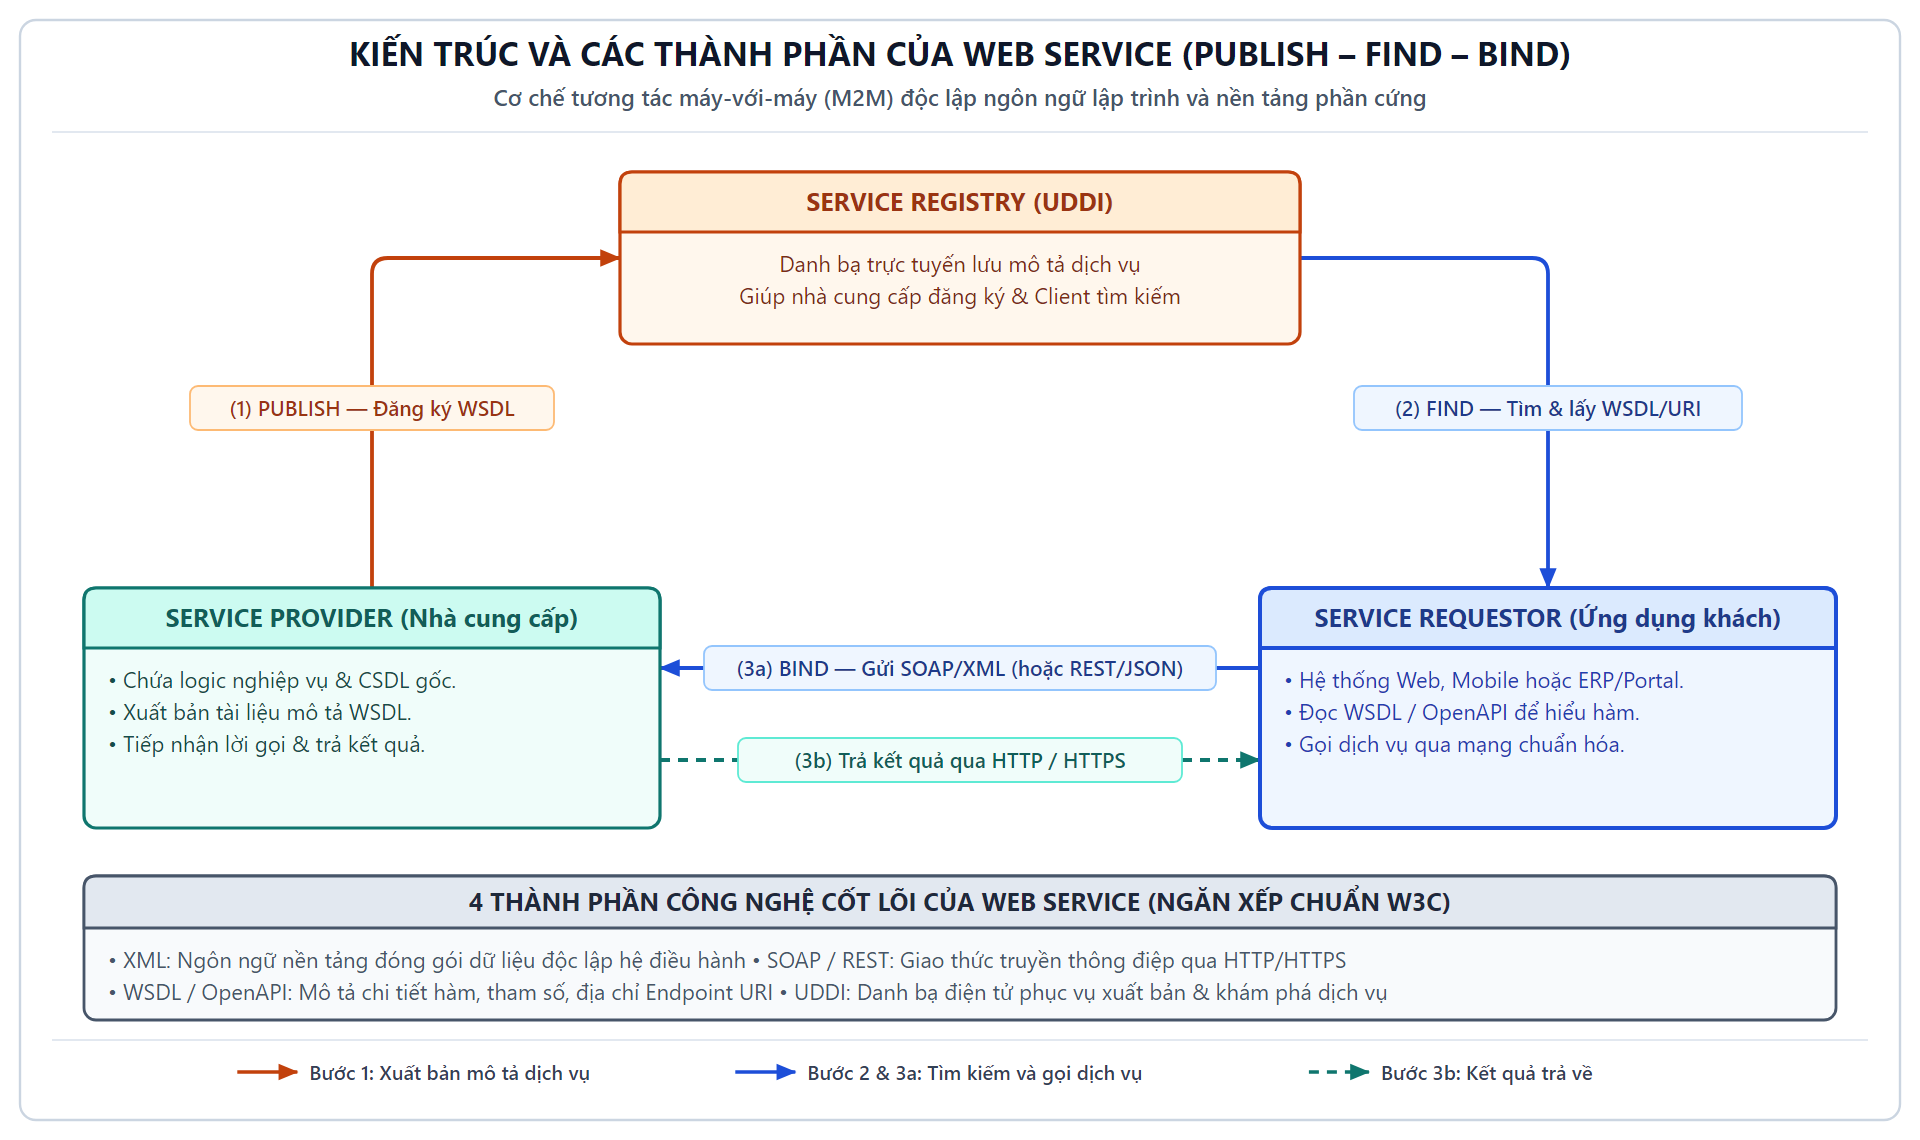 KIẾN TRÚC VÀ CÁC THÀNH PHẦN CỦA WEB SERVICE (PUBLISH – FIND – BIND)
Cơ chế tương tác máy-với-máy (M2M) độc lập ngôn ngữ lập trình và nền tảng phần cứng
SERVICE REGISTRY (UDDI)
Danh bạ trực tuyến lưu mô tả dịch vụ
Giúp nhà cung cấp đăng ký & Client tìm kiếm
(1) PUBLISH — Đăng ký WSDL
(2) FIND — Tìm & lấy WSDL/URI
SERVICE PROVIDER (Nhà cung cấp)
• Chứa logic nghiệp vụ & CSDL gốc.
• Xuất bản tài liệu mô tả WSDL.
• Tiếp nhận lời gọi & trả kết quả.
(3a) BIND — Gửi SOAP/XML (hoặc REST/JSON)
(3b) Trả kết quả qua HTTP / HTTPS
SERVICE REQUESTOR (Ứng dụng khách)
• Hệ thống Web, Mobile hoặc ERP/Portal.
• Đọc WSDL / OpenAPI để hiểu hàm.
• Gọi dịch vụ qua mạng chuẩn hóa.
4 THÀNH PHẦN CÔNG NGHỆ CỐT LÕI CỦA WEB SERVICE (NGĂN XẾP CHUẨN W3C)
• XML: Ngôn ngữ nền tảng đóng gói dữ liệu độc lập hệ điều hành • SOAP / REST: Giao thức truyền thông điệp qua HTTP/HTTPS
• WSDL / OpenAPI: Mô tả chi tiết hàm, tham số, địa chỉ Endpoint URI • UDDI: Danh bạ điện tử phục vụ xuất bản & khám phá dịch vụ
Bước 1: Xuất bản mô tả dịch vụ
Bước 2 & 3a: Tìm kiếm và gọi dịch vụ
Bước 3b: Kết quả trả về